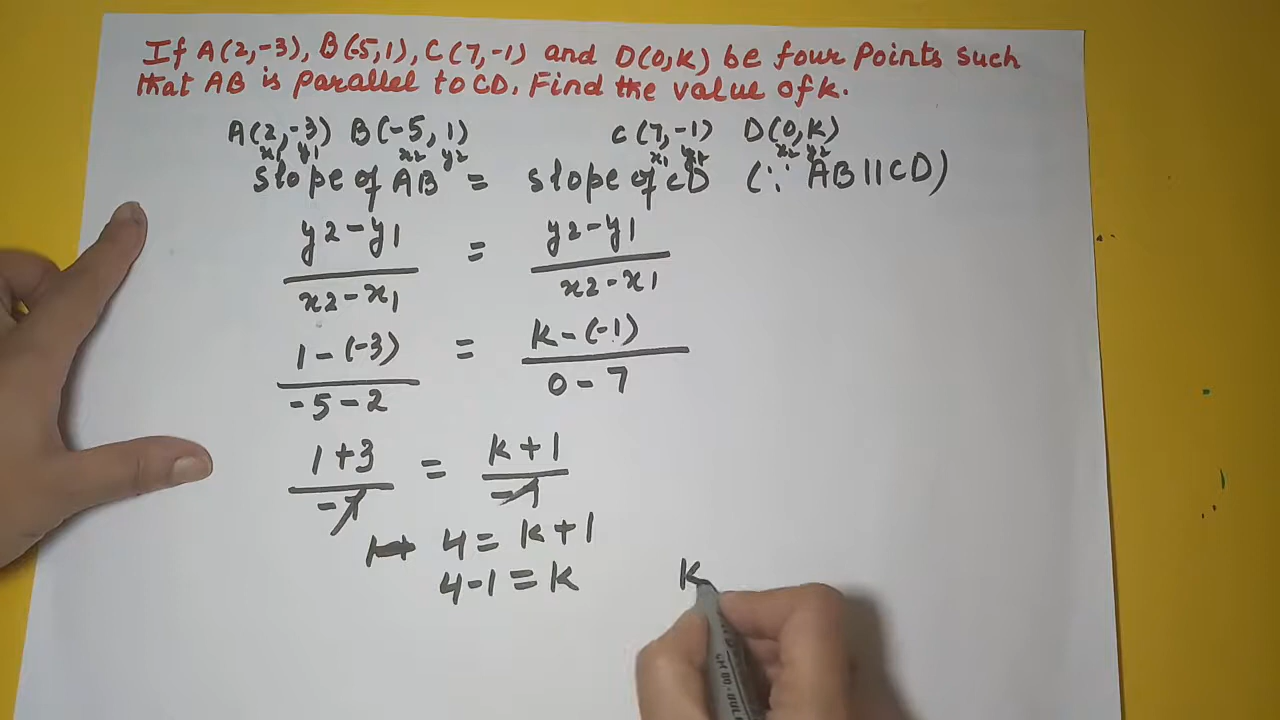 If A(2,-3), B(-5,1), C(7,-1) and D(0,K) be four points such
that AB is parallel to CD. Find the value of k.
A(2,-3) B(-5,1) C(7,-1) D(0,K)
x1 y1 x2 y2 x1 x2 y2
Slope of AB = slope of CD (∵ AB||CD)
y2-y1 = y2-y1
x2-x1 x2-x1
1-(-3) = K-(-1)
-5-2 0-7
1+3 = K+1
-7 -7
4 = K+1
4-1 = K K